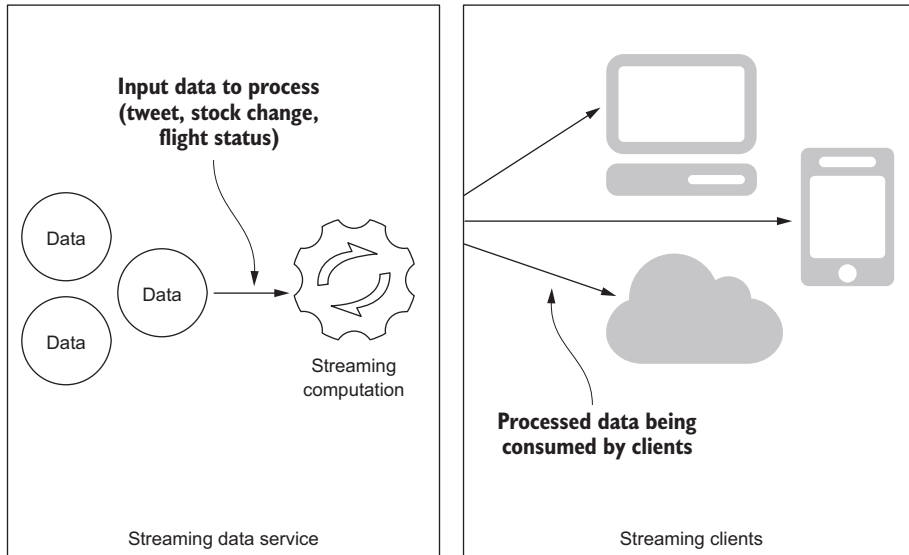 Input data to process
(tweet, stock change,
flight status)
Data
Data
Data
Streaming
computation
Streaming data service
Processed data being
consumed by clients
Streaming clients